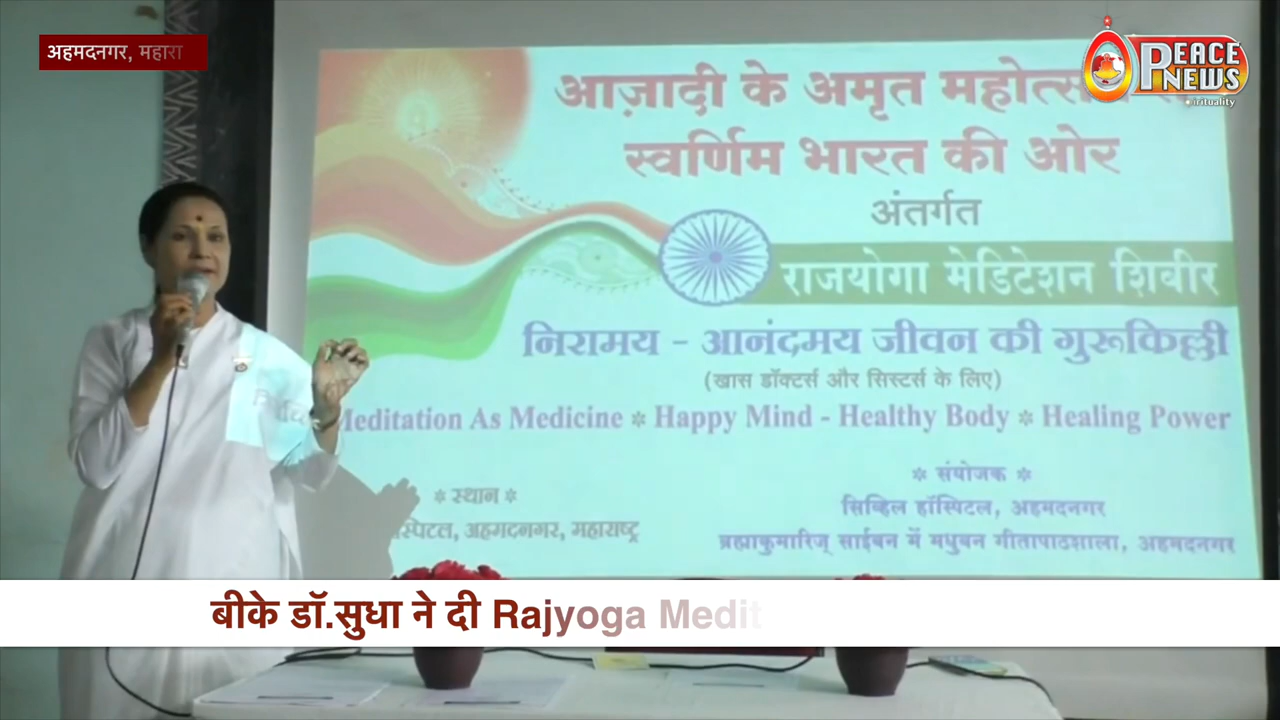 अहमदनगर, महारा
PEACE
NEWS
irituality
आज़ादी के अमृत
स्वर्णिम भारत की ओर
अंतर्गत
राजयोगा मेडिटेशन शिबीर
निरामय - आनंदमय जीवन की गुरूकिल्ली
(खास डॉक्टर्स और सिस्टर्स के लिए)
Meditation As Medicine * Happy Mind - Healthy Body * Healing Power
* स्थान *
अहमदनगर, महाराष्ट्र
* संयोजक *
सिव्हिल हॉस्पिटल, अहमदनगर
ब्रह्माकुमारिज् साईबन में मधुबन गीतापाठशाला, अहमदनगर
बीके डॉ.सुधा ने दी Rajyoga Medit